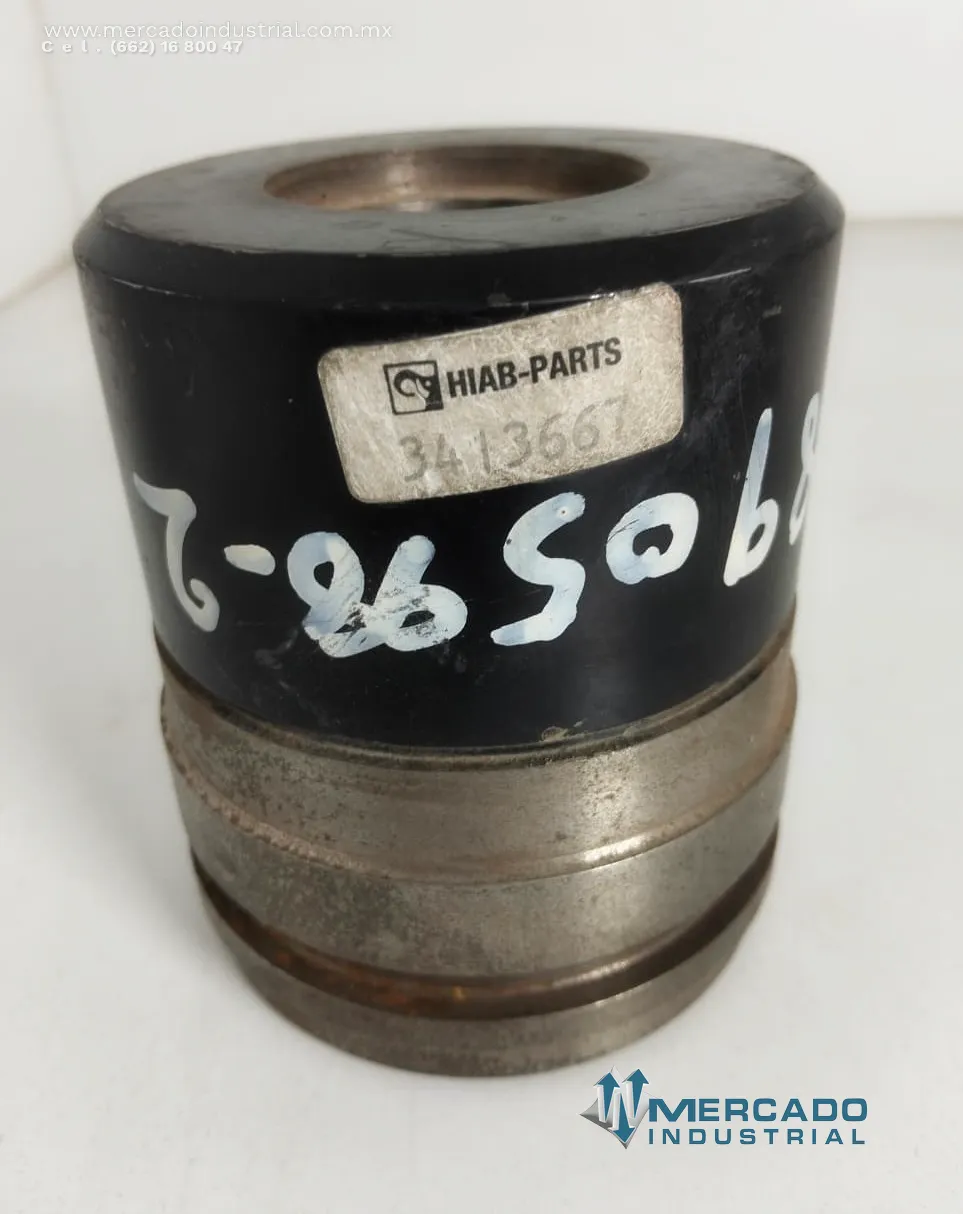 www.mercadoindustrial.com.mx
Cel. (662) 16 800 47
HIAB-PARTS
3413667
MERCADO
INDUSTRIAL